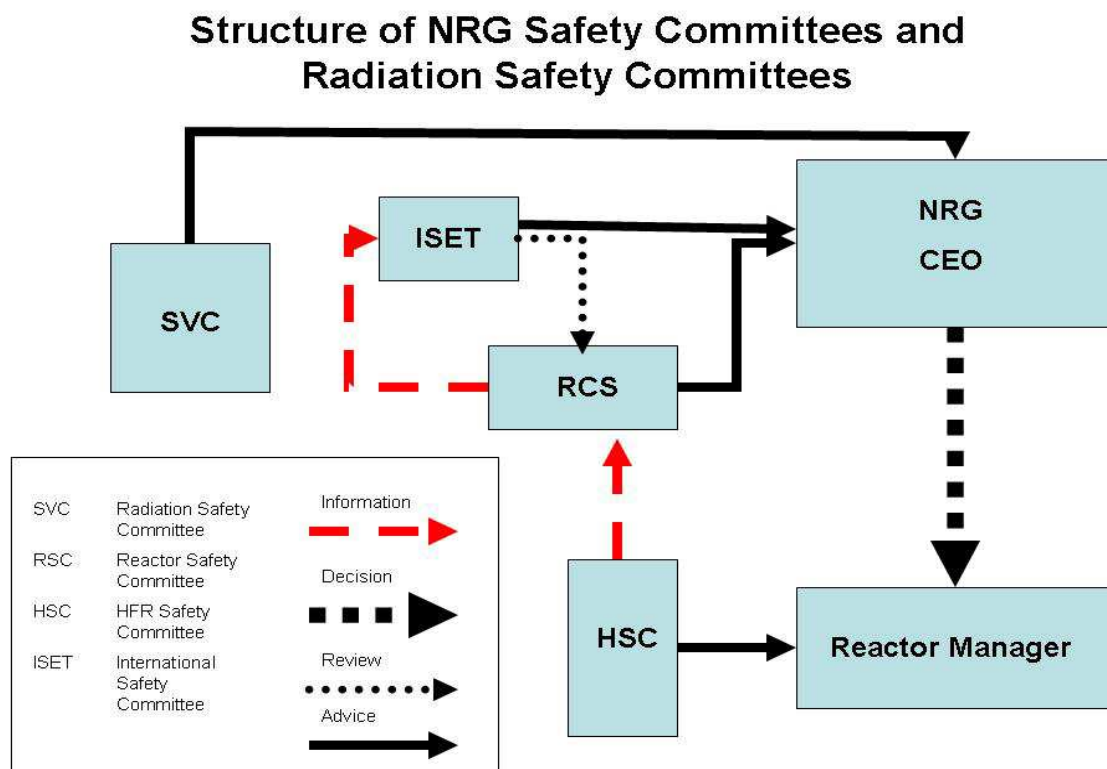 Structure of NRG Safety Committees and
Radiation Safety Committees
NRG
CEO
ISET
SVC
RCS
HSC
Reactor Manager
SVC Radiation Safety
Committee
RSC Reactor Safety
Committee
HSC HFR Safety
Committee
ISET International
Safety
Committee
Information
Decision
Review
Advice